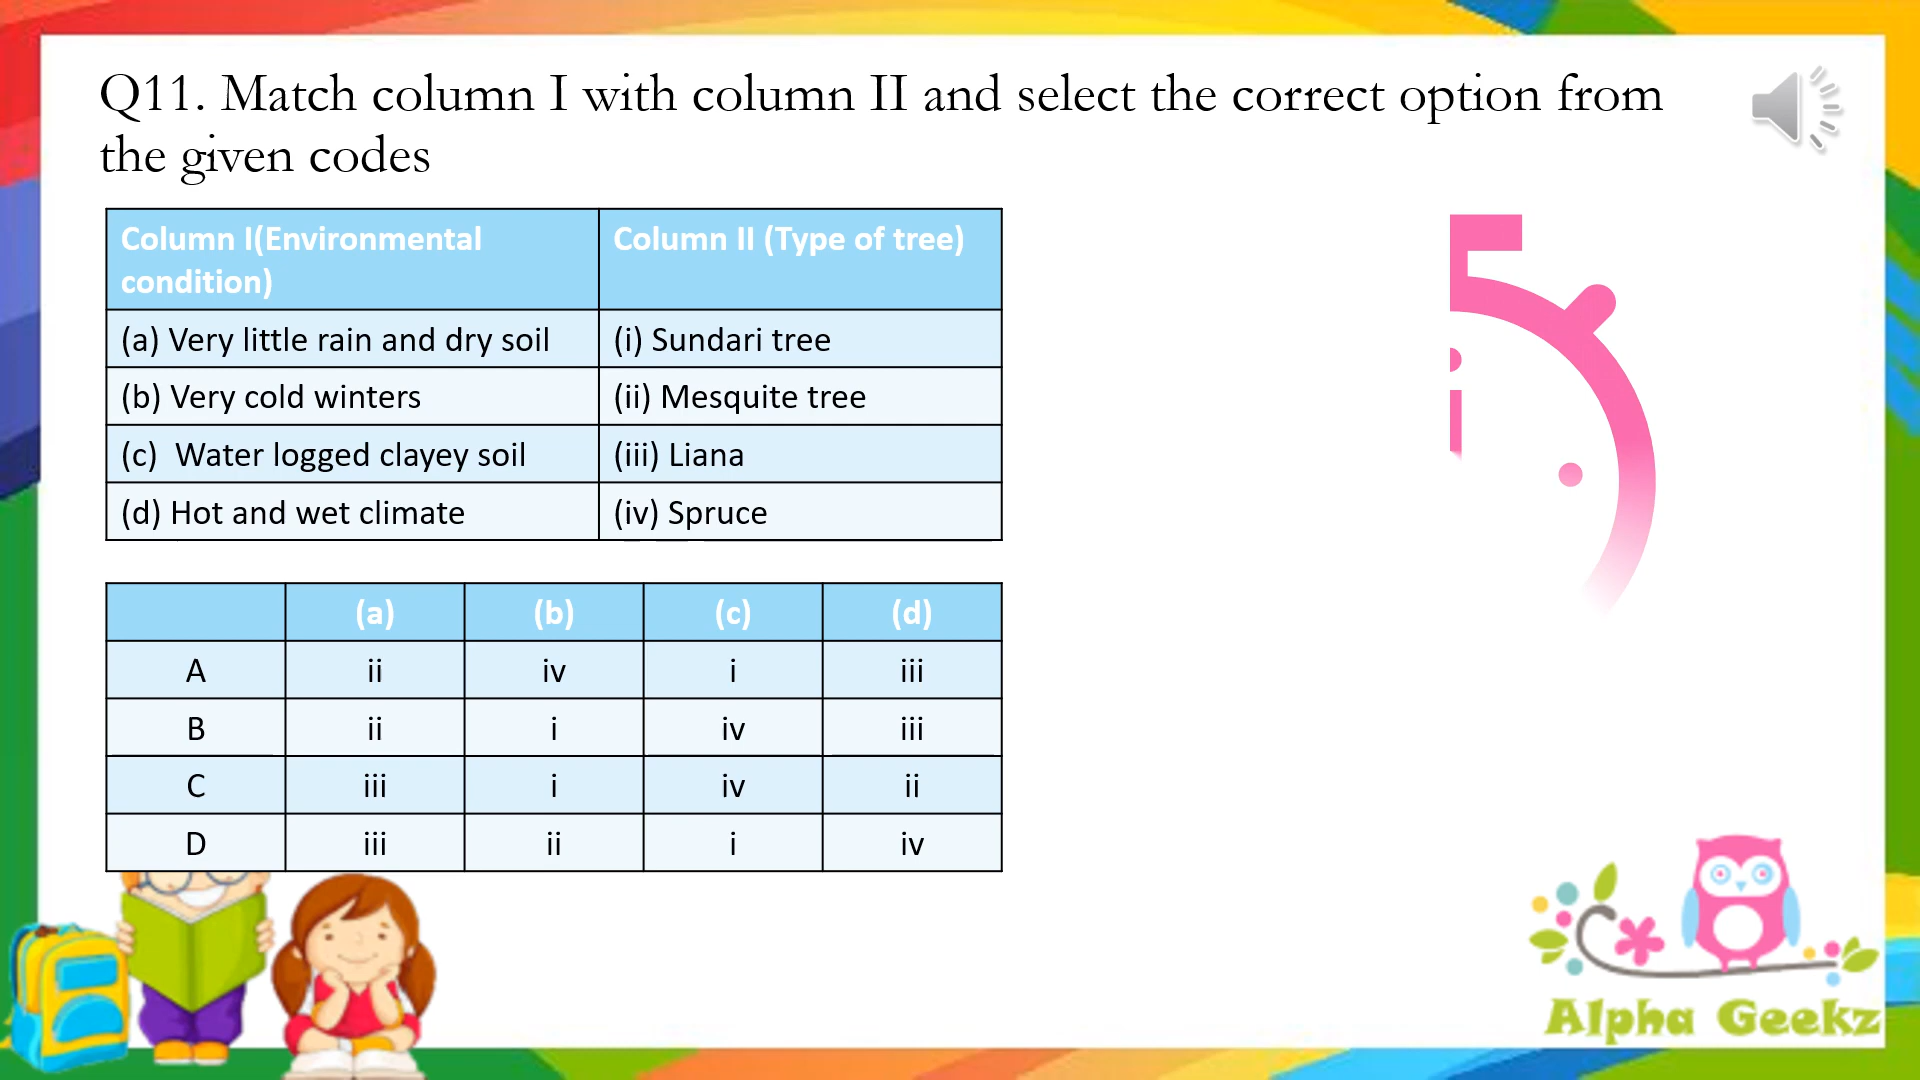 Q11. Match column I with column II and select the correct option from
the given codes
Column I(Environmental condition) Column II (Type of tree)
(a) Very little rain and dry soil (i) Sundari tree
(b) Very cold winters (ii) Mesquite tree
(c) Water logged clayey soil (iii) Liana
(d) Hot and wet climate (iv) Spruce
(a) (b) (c) (d)
A ii iv i iii
B ii i iv iii
C iii i iv ii
D iii ii i iv
Alpha Geekz